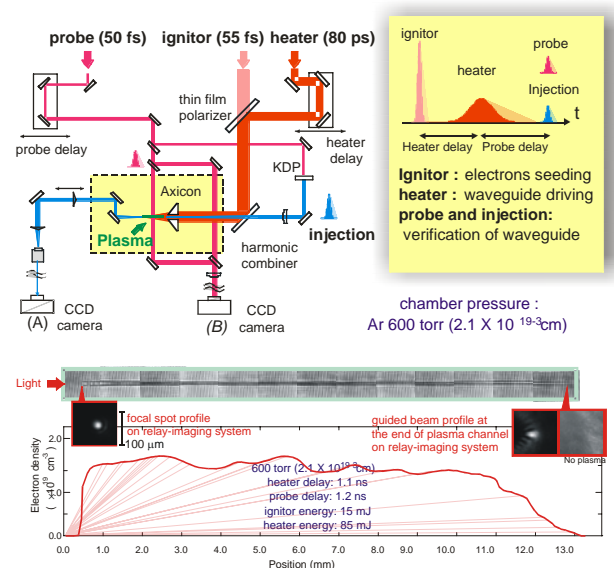 probe (50 fs)
ignitor (55 fs)
heater (80 ps)
thin film
polarizer
probe delay
heater
delay
KDP
Axicon
Plasma
harmonic
combiner
injection
(A)
CCD
camera
(B)
CCD
camera
ignitor
probe
heater
Injection
t
Heater delay
Probe delay
Ignitor : electrons seeding
heater : waveguide driving
probe and injection:
verification of waveguide
chamber pressure :
Ar 600 torr (2.1 X 10 19-3cm)
Light
focal spot profile
on relay-imaging system
100 μm
guided beam profile at
the end of plasma channel
on relay-imaging system
No plasma
Electron density
(×1019 cm-3)
2.0
1.0
0.0
600 torr (2.1 X 1019-3cm)
heater delay: 1.1 ns
probe delay: 1.2 ns
ignitor energy: 15 mJ
heater energy: 85 mJ
0.0 1.0 2.0 3.0 4.0 5.0 6.0 7.0 8.0 9.0 10.0 11.0 12.0 13.0
Position (mm)